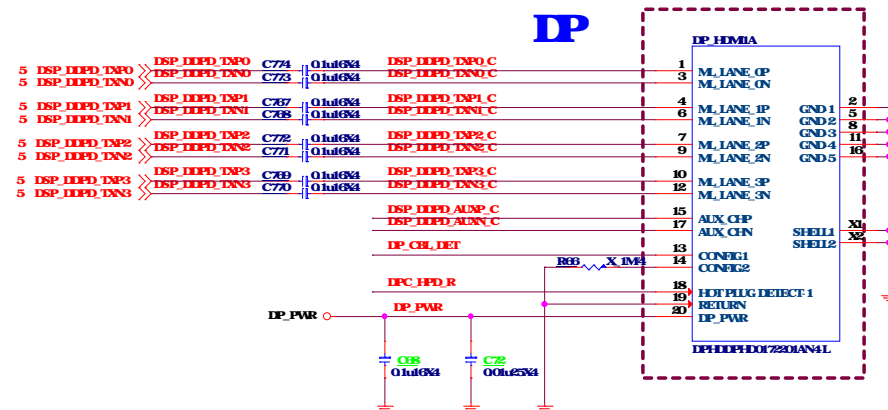 DP
DP_HDMI1A
5 DSP_DDPD_TXP0 DSP_DDPD_TXP0 C774 0.1u16X4 DSP_DDPD_TXP0_C 1 ML_LANE_0P
5 DSP_DDPD_TXN0 DSP_DDPD_TXN0 C773 0.1u16X4 DSP_DDPD_TXN0_C 3 ML_LANE_0N
5 DSP_DDPD_TXP1 DSP_DDPD_TXP1 C767 0.1u16X4 DSP_DDPD_TXP1_C 4 ML_LANE_1P GND1 2
5 DSP_DDPD_TXN1 DSP_DDPD_TXN1 C768 0.1u16X4 DSP_DDPD_TXN1_C 6 ML_LANE_1N GND2 5
GND3 8
5 DSP_DDPD_TXP2 DSP_DDPD_TXP2 C772 0.1u16X4 DSP_DDPD_TXP2_C 7 ML_LANE_2P GND4 11
5 DSP_DDPD_TXN2 DSP_DDPD_TXN2 C771 0.1u16X4 DSP_DDPD_TXN2_C 9 ML_LANE_2N GND5 16
5 DSP_DDPD_TXP3 DSP_DDPD_TXP3 C769 0.1u16X4 DSP_DDPD_TXP3_C 10 ML_LANE_3P
5 DSP_DDPD_TXN3 DSP_DDPD_TXN3 C770 0.1u16X4 DSP_DDPD_TXN3_C 12 ML_LANE_3N
DSP_DDPD_AUXP_C 15 AUX_CHP
DSP_DDPD_AUXN_C 17 AUX_CHN SHELL1 X1
SHELL2 X2
DP_CBL_DET 13 CONFIG1
R66 X_1M/4 14 CONFIG2
DPC_HPD_R 18 HOT PLUG DETECT-1
19 RETURN
DP_PWR DP_PWR 20 DP_PWR
DPHDDPHD0172201AN4-L
C68 C72
0.1u16X4 0.01u25X4